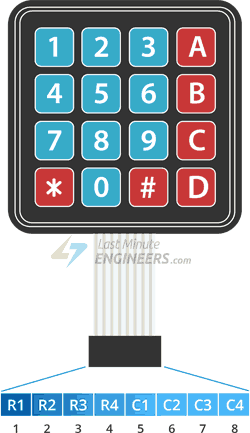 1 2 3 A
4 5 6 B
7 8 9 C
* 0 # D
Last Minute
ENGINEERS.com
R1 R2 R3 R4 C1 C2 C3 C4
1 2 3 4 5 6 7 8